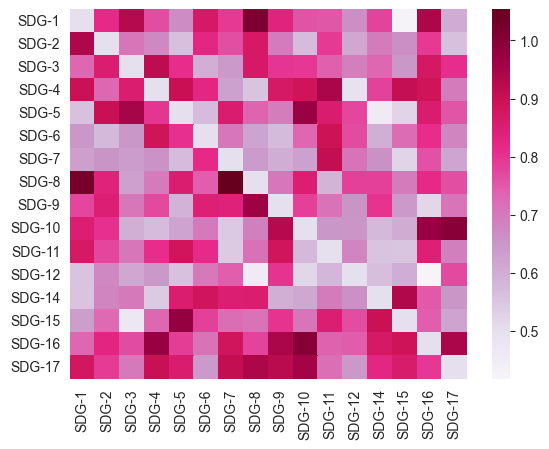 SDG-1
SDG-2
SDG-3
SDG-4
SDG-5
SDG-6
SDG-7
SDG-8
SDG-9
SDG-10
SDG-11
SDG-12
SDG-14
SDG-15
SDG-16
SDG-17
SDG-1 SDG-2 SDG-3 SDG-4 SDG-5 SDG-6 SDG-7 SDG-8 SDG-9 SDG-10 SDG-11 SDG-12 SDG-14 SDG-15 SDG-16 SDG-17
1.0
0.9
0.8
0.7
0.6
0.5